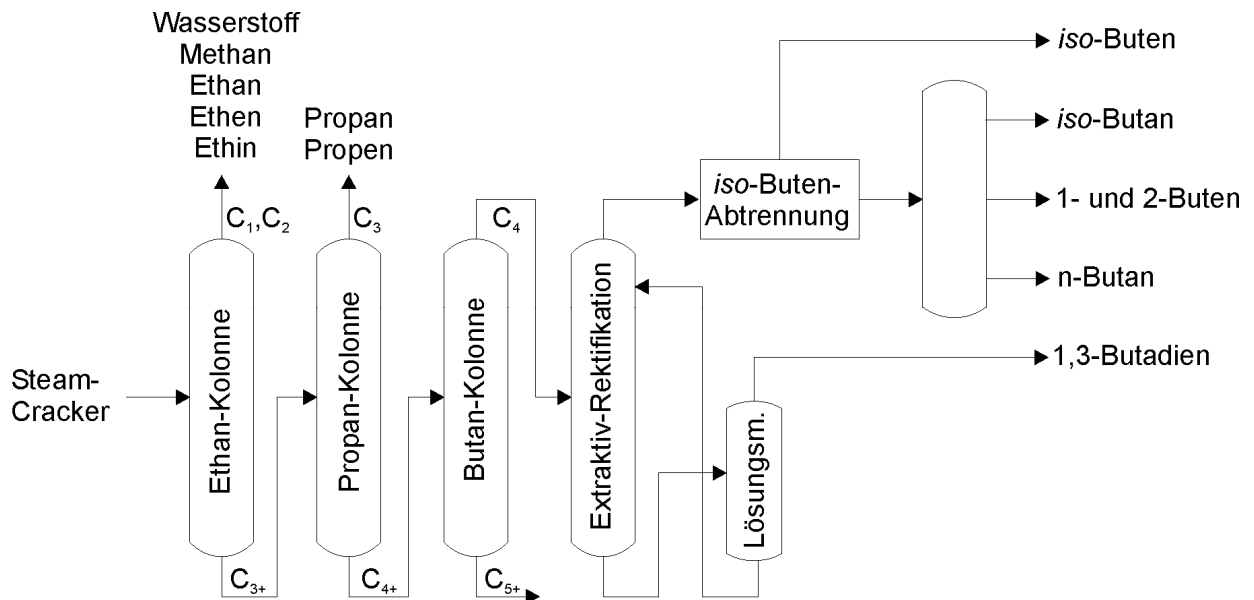 Wasserstoff
Methan
Ethan
Ethen
Ethin
Propan
Propen
C1,C2
C3
C4
iso-Buten
iso-Buten-
Abtrennung
iso-Butan
1- und 2-Buten
n-Butan
1,3-Butadien
Steam-
Cracker
Ethan-Kolonne
Propan-Kolonne
Butan-Kolonne
Extraktiv-Rektifikation
Lösungsm.
C3+
C4+
C5+